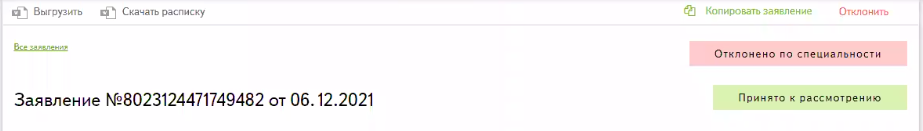 Выгрузить Скачать расписку Копировать заявление Отклонить
Все заявления
Отклонено по специальности
Заявление №8023124471749482 от 06.12.2021
Принято к рассмотрению